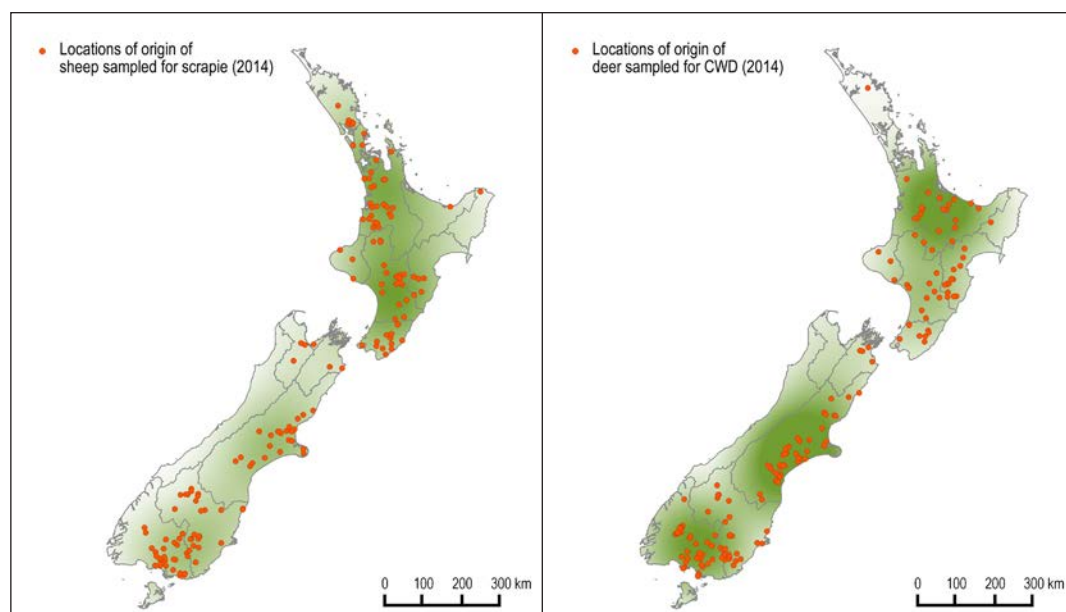 Locations of origin of
sheep sampled for scrapie (2014)
0 100 200 300 km
Locations of origin of
deer sampled for CWD (2014)
0 100 200 300 km